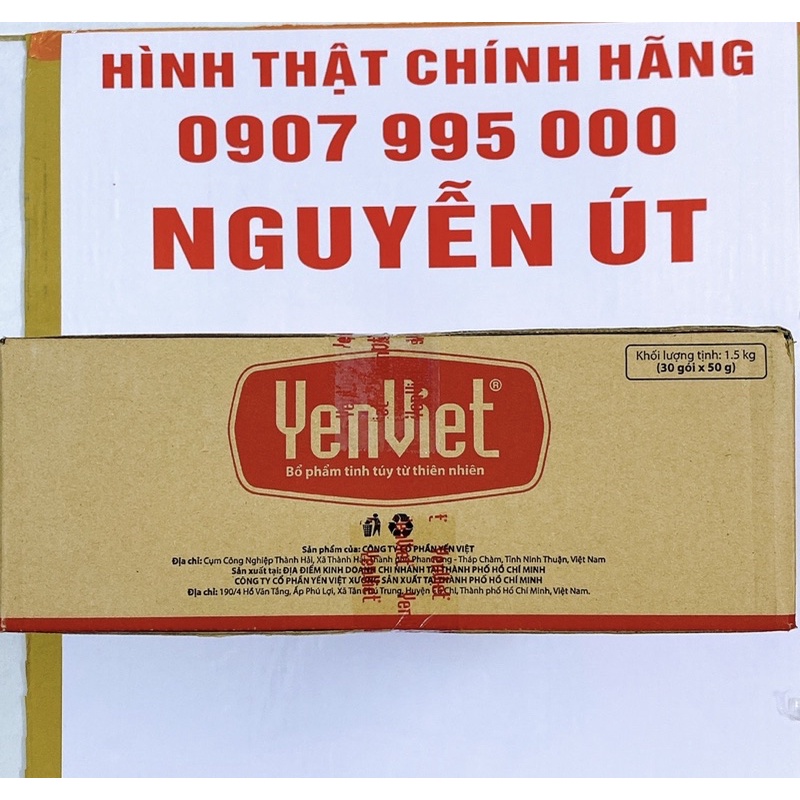 HÌNH THẬT CHÍNH HÃNG
0907 995 000
NGUYỄN ÚT
Khối lượng tịnh: 1.5 kg
(30 gói x 50 g)
YenViet®
Bổ phẩm tinh túy từ thiên nhiên
Sản phẩm của: CÔNG TY CỔ PHẦN YẾN VIỆT
Địa chỉ: Cụm Công Nghiệp Thành Hải, Xã Thành Hải, Thành phố Phan Rang - Tháp Chàm, Tỉnh Ninh Thuận, Việt Nam
Sản xuất tại: ĐỊA ĐIỂM KINH DOANH CHI NHÁNH TẠI THÀNH PHỐ HỒ CHÍ MINH
CÔNG TY CỔ PHẦN YẾN VIỆT XƯỞNG SẢN XUẤT TẠI THÀNH PHỐ HỒ CHÍ MINH
Địa chỉ: 190/4 Hồ Văn Tắng, Ấp Phú Lợi, Xã Tân Phú Trung, Huyện Củ Chi, Thành phố Hồ Chí Minh, Việt Nam.